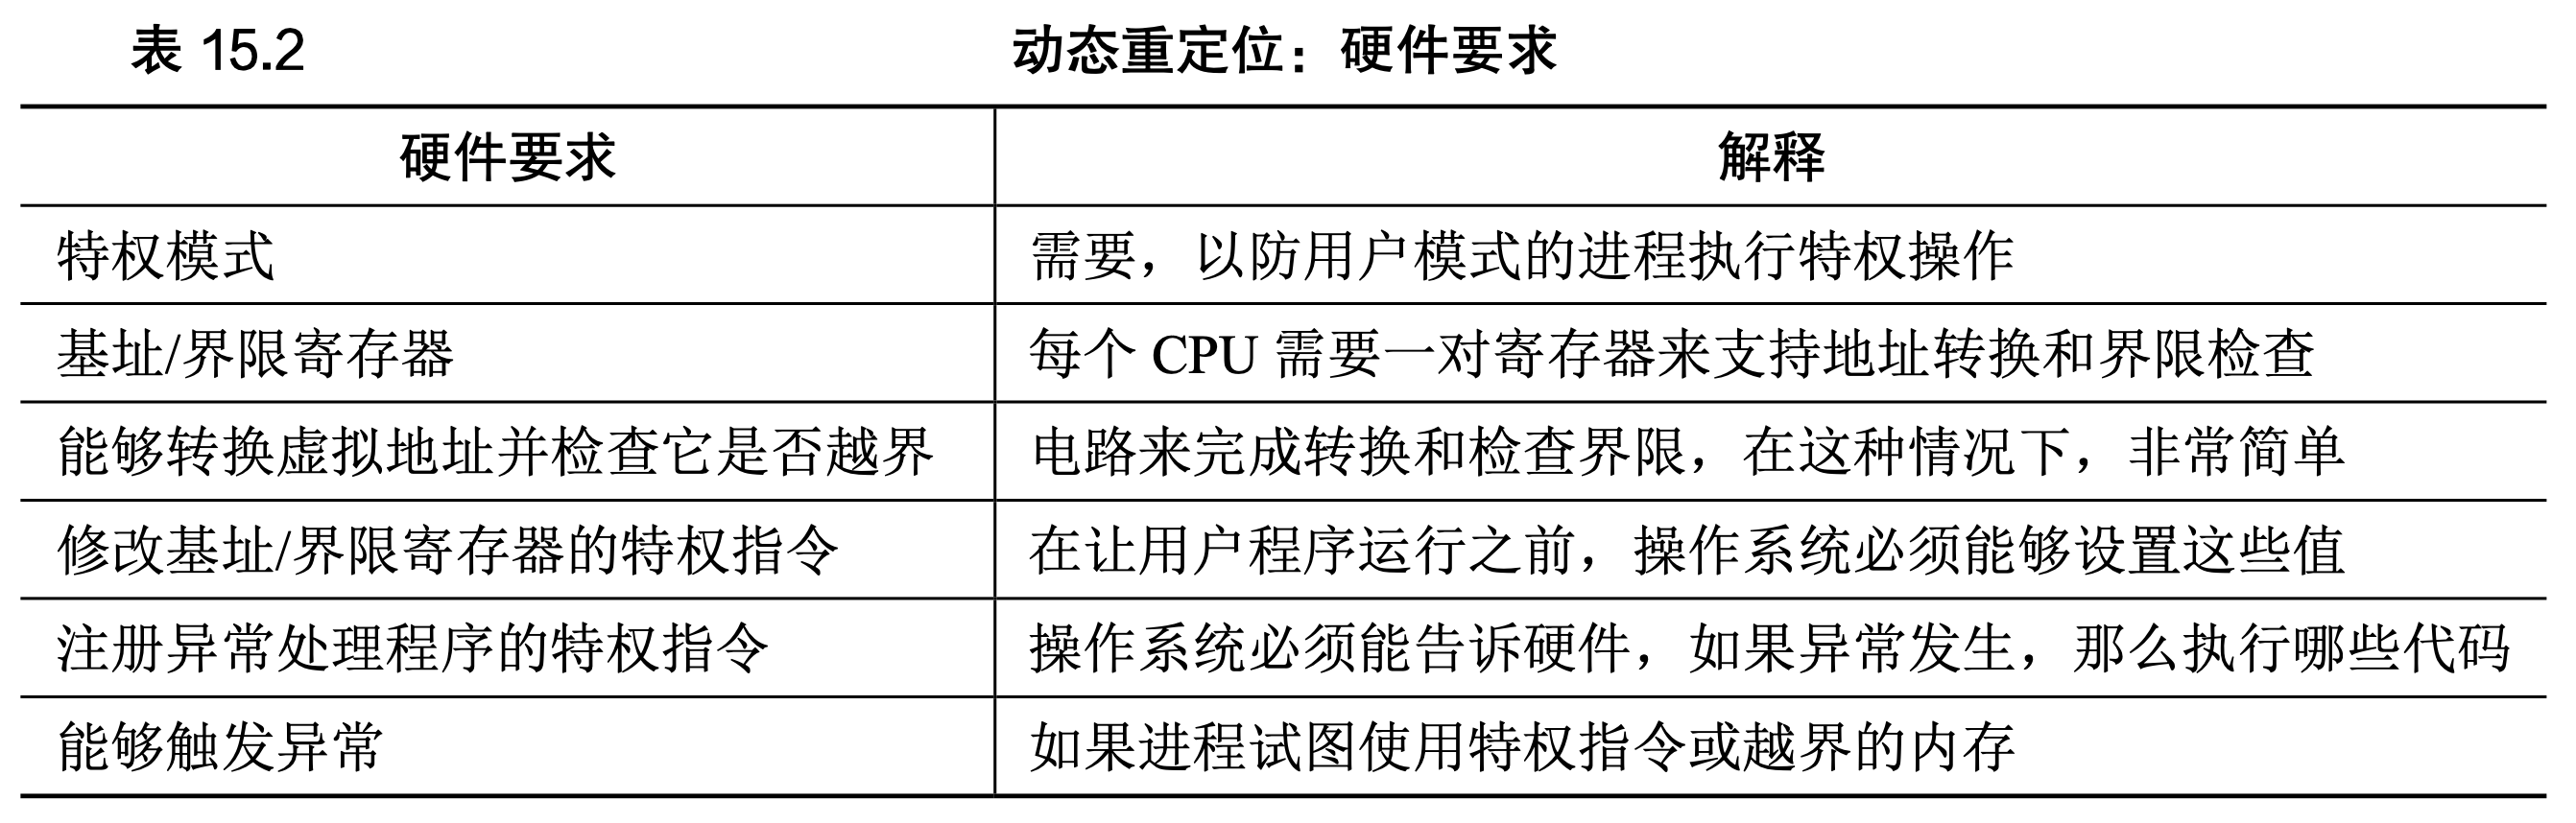 表 15.2 动态重定位：硬件要求
硬件要求 解释
特权模式 需要，以防用户模式的进程执行特权操作
基址/界限寄存器 每个 CPU 需要一对寄存器来支持地址转换和界限检查
能够转换虚拟地址并检查它是否越界 电路来完成转换和检查界限，在这种情况下，非常简单
修改基址/界限寄存器的特权指令 在让用户程序运行之前，操作系统必须能够设置这些值
注册异常处理程序的特权指令 操作系统必须能告诉硬件，如果异常发生，那么执行哪些代码
能够触发异常 如果进程试图使用特权指令或越界的内存